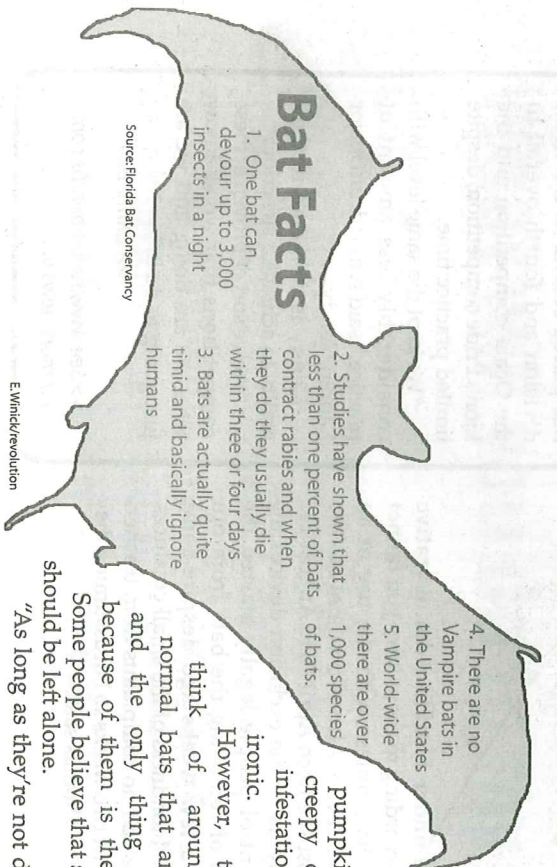 Bat Facts
1. One bat can
devour up to 3,000
insects in a night
2. Studies have shown that
less than one percent of bats
contract rabies and when
they do they usually die
within three or four days
3. Bats are actually quite
timid and basically ignore
humans
4. There are no
Vampire bats in
the United States
5. World-wide
there are over
1,000 species
of bats.
Source: Florida Bat Conservancy
E.Winick/revolution
pumpki
creepy c
infestatio
ironic.
However, t
think of aroun
normal bats that ar
and the only thing
because of them is the
Some people believe that s
should be left alone.
"As long as they're not d